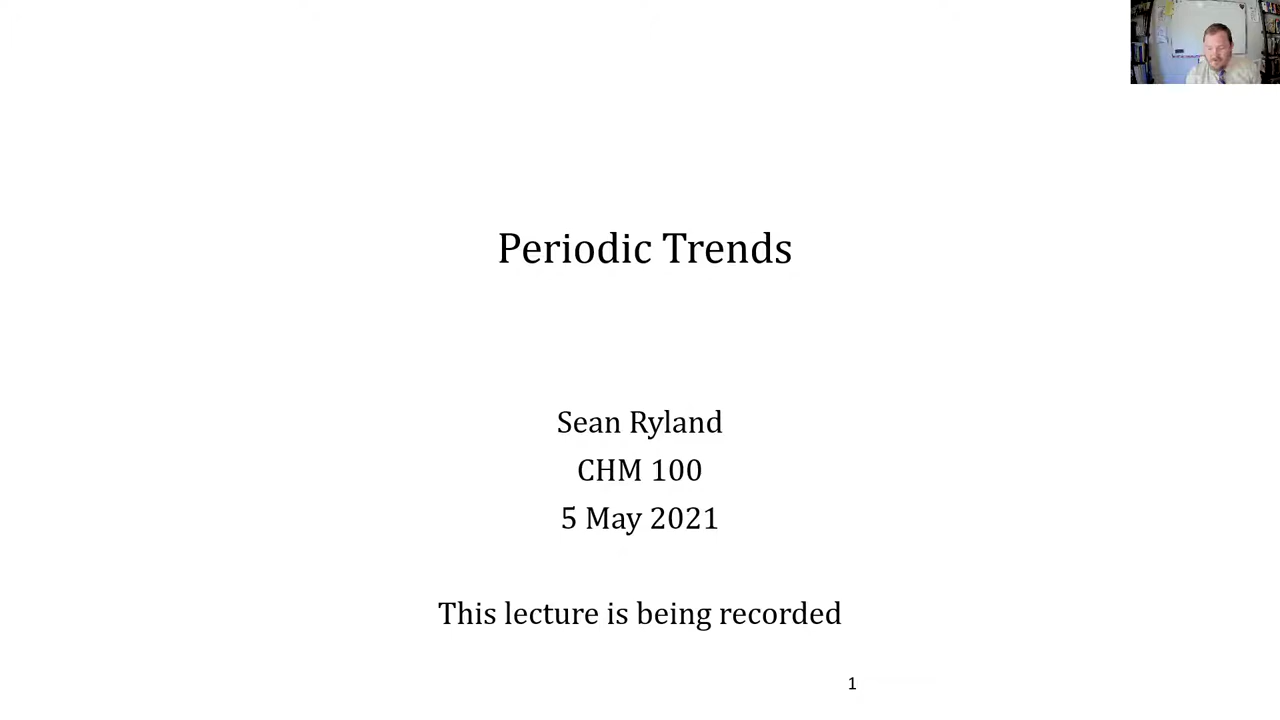 Periodic Trends
Sean Ryland
CHM 100
5 May 2021
This lecture is being recorded
1